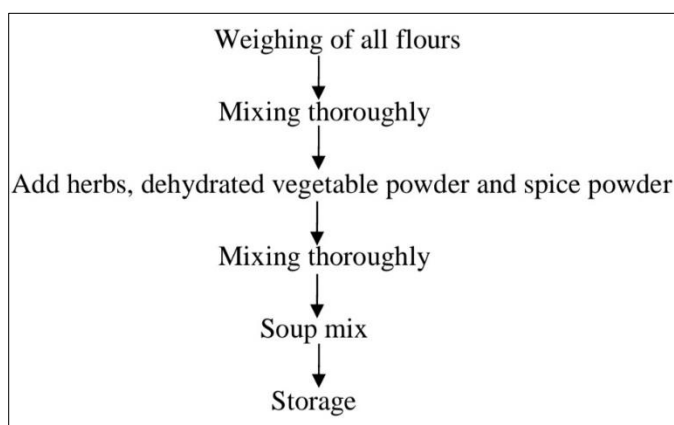 Weighing of all flours
Mixing thoroughly
Add herbs, dehydrated vegetable powder and spice powder
Mixing thoroughly
Soup mix
Storage